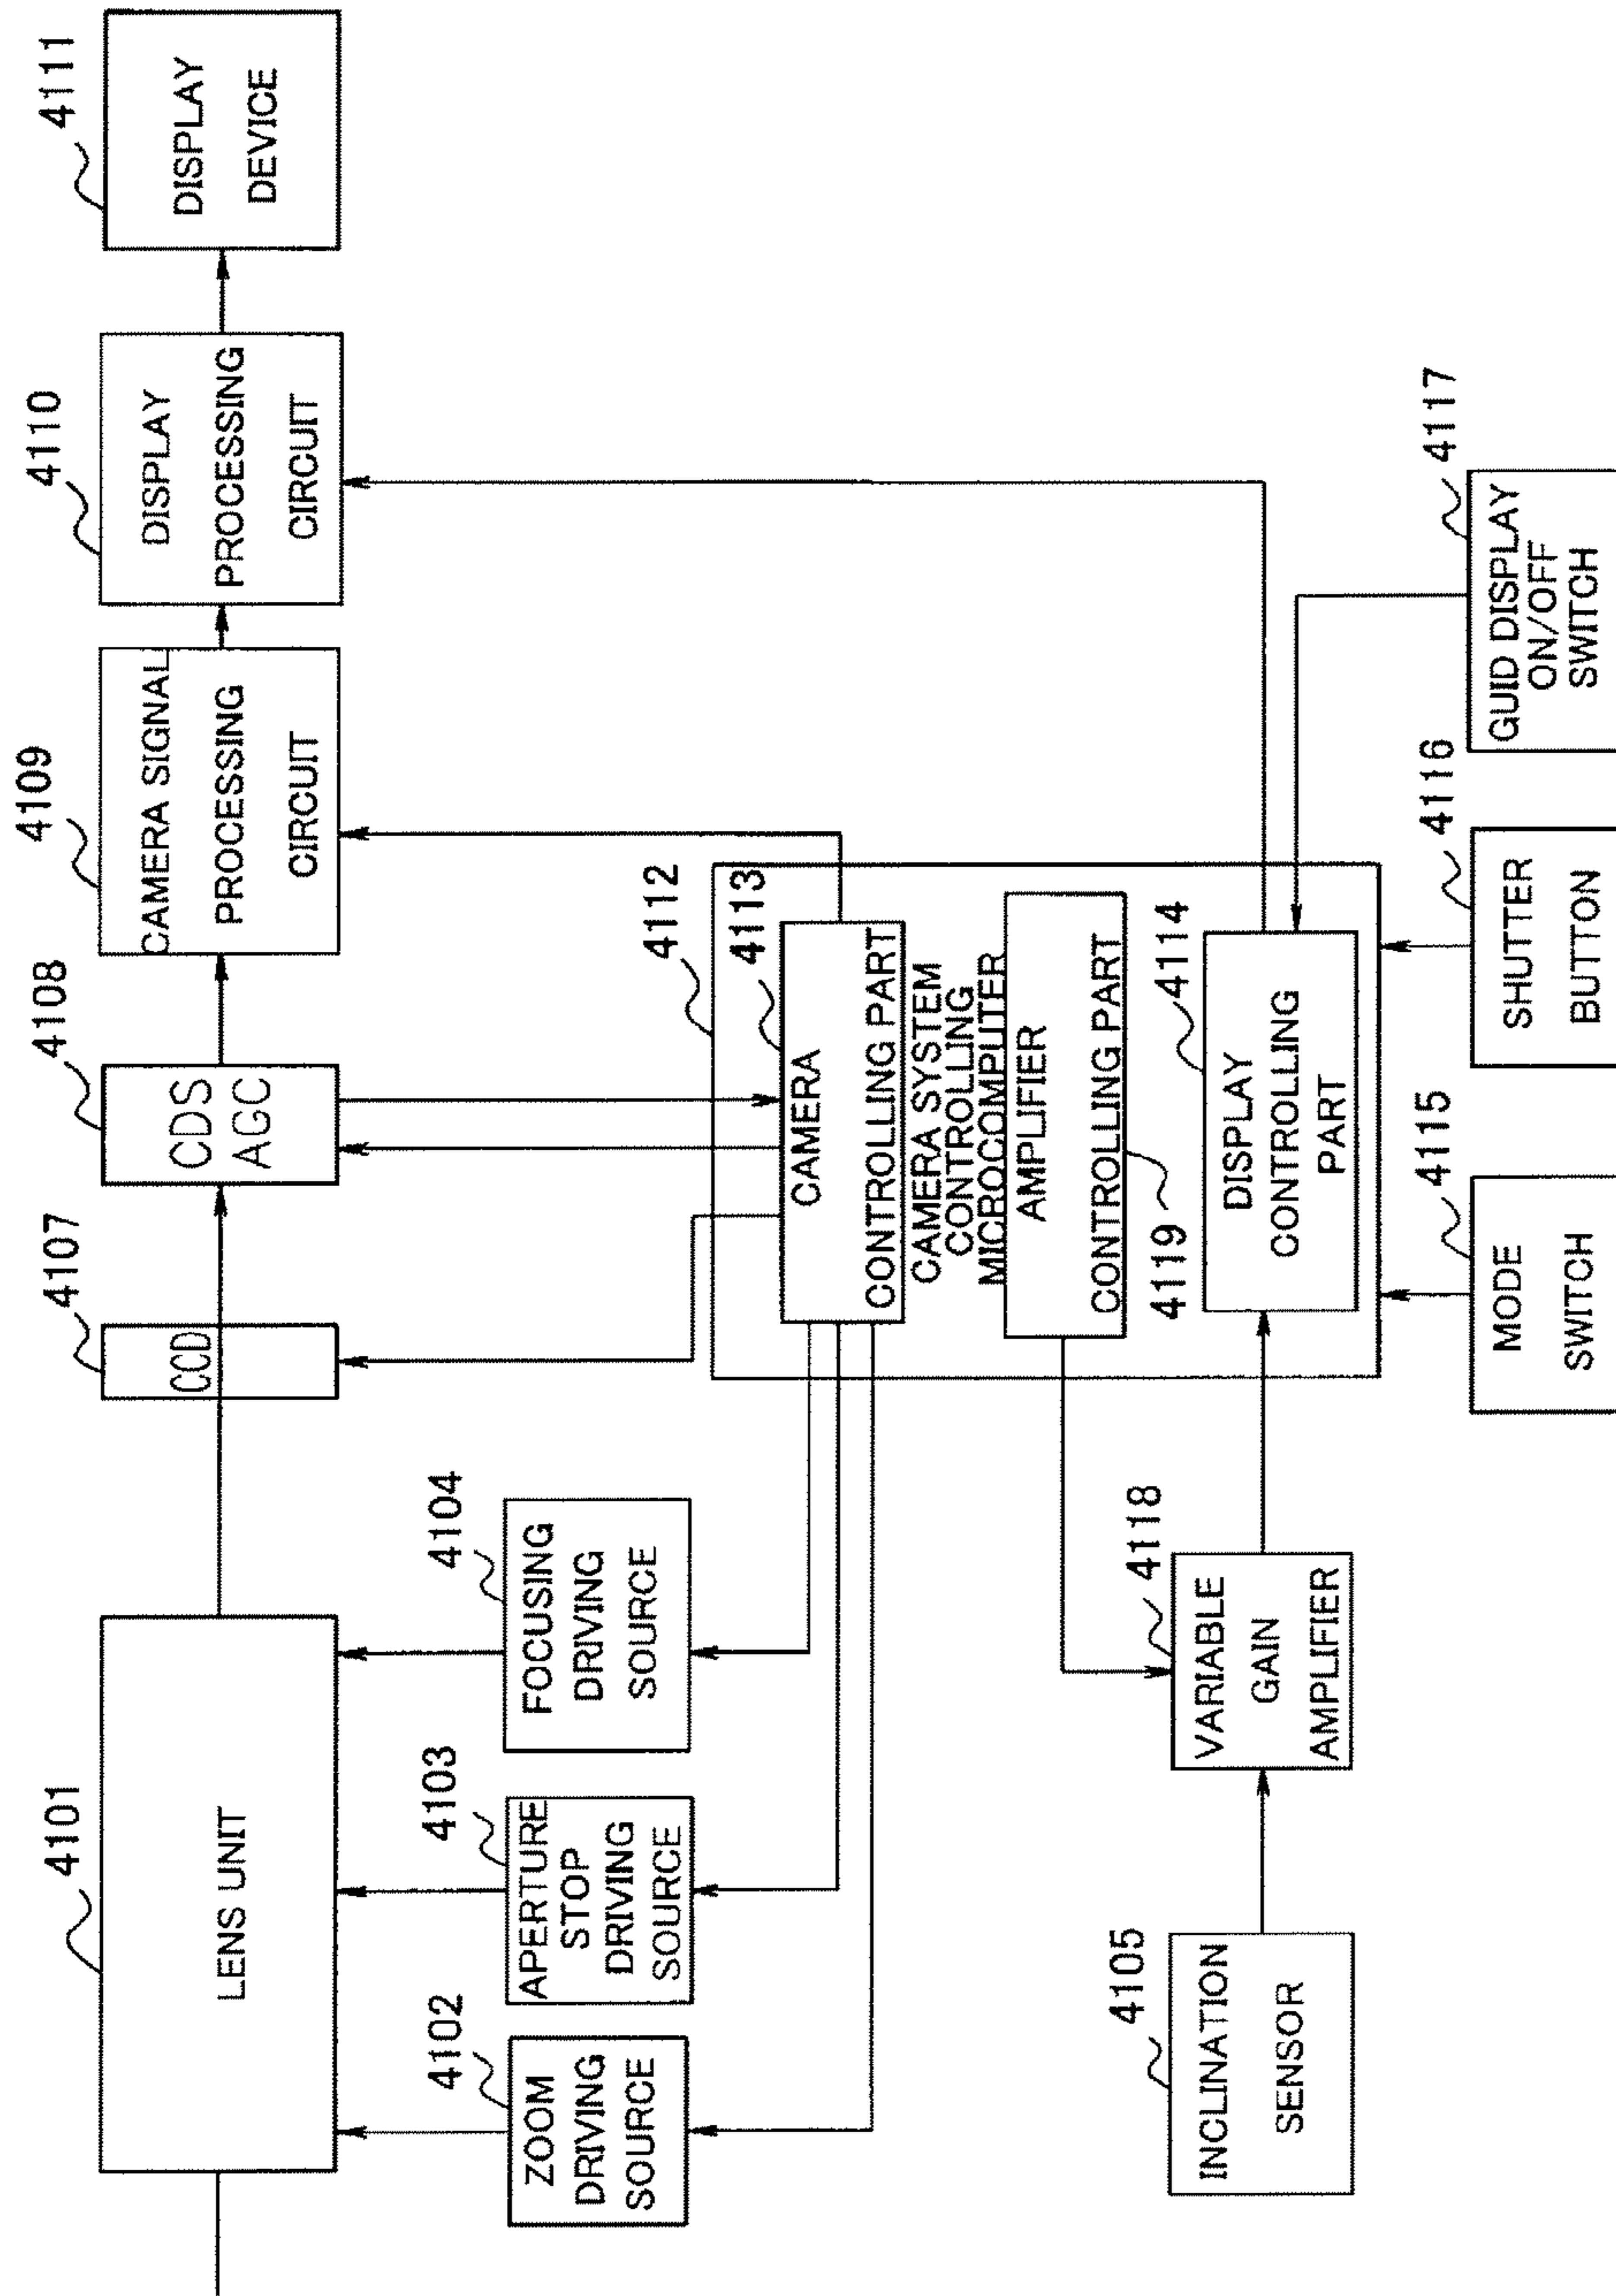 4101
LENS UNIT
4107
CCD
4108
CDS
AGC
4109
CAMERA SIGNAL
PROCESSING
CIRCUIT
4110
DISPLAY
PROCESSING
CIRCUIT
4111
DISPLAY
DEVICE
4102
ZOOM
DRIVING
SOURCE
4103
APERTURE
STOP
DRIVING
SOURCE
4104
FOCUSING
DRIVING
SOURCE
4112
4113
CAMERA
CONTROLLING PART
CAMERA SYSTEM
CONTROLLING
MICROCOMPUTER
AMPLIFIER
CONTROLLING PART
4119
4114
DISPLAY
CONTROLLING
PART
4105
INCLINATION
SENSOR
4118
VARIABLE
GAIN
AMPLIFIER
4115
MODE
SWITCH
4116
SHUTTER
BUTTON
4117
GUID DISPLAY
ON/OFF
SWITCH